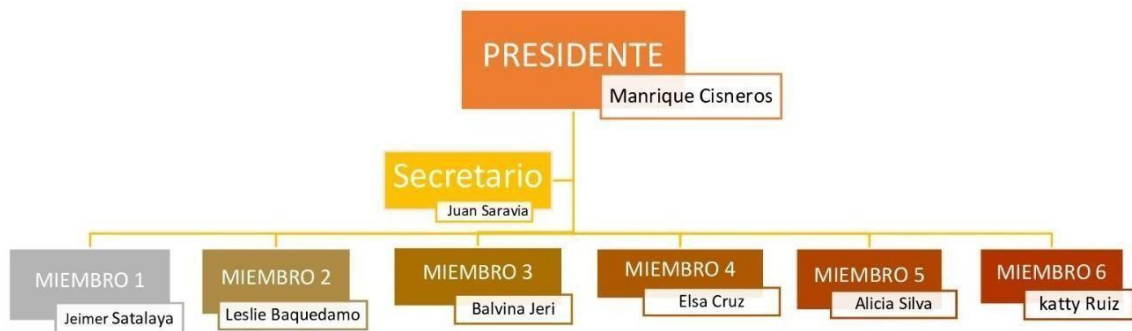 PRESIDENTE
Manrique Cisneros
Secretario
Juan Saravia
MIEMBRO 1
Jeimer Satalaya
MIEMBRO 2
Leslie Baquedamo
MIEMBRO 3
Balvina Jeri
MIEMBRO 4
Elsa Cruz
MIEMBRO 5
Alicia Silva
MIEMBRO 6
katty Ruiz